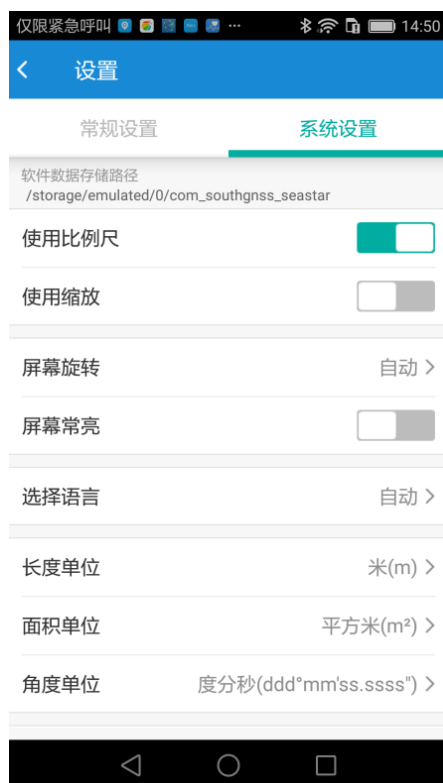 仅限紧急呼叫 ··· 14:50
设置
常规设置 系统设置
软件数据存储路径
/storage/emulated/0/com_southgnss_seastar
使用比例尺
使用缩放
屏幕旋转 自动
屏幕常亮
选择语言 自动
长度单位 米(m)
面积单位 平方米(m²)
角度单位 度分秒(ddd°mm'ss.ssss")